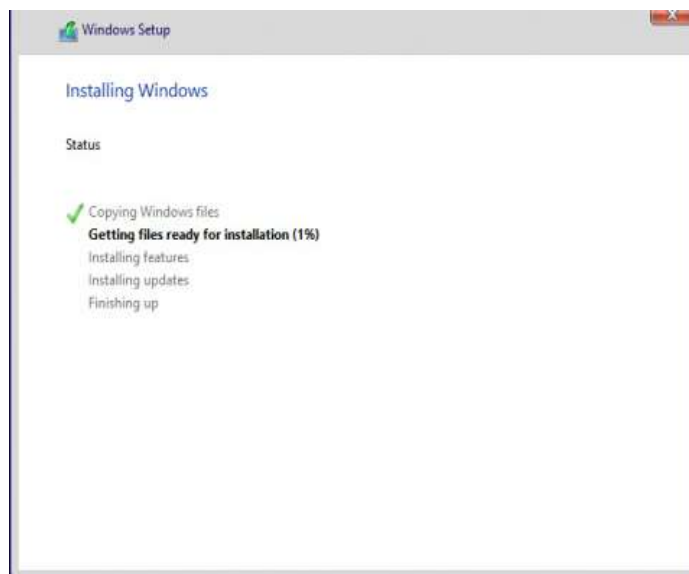 Windows Setup
Installing Windows
Status
Copying Windows files
Getting files ready for installation (1%)
Installing features
Installing updates
Finishing up